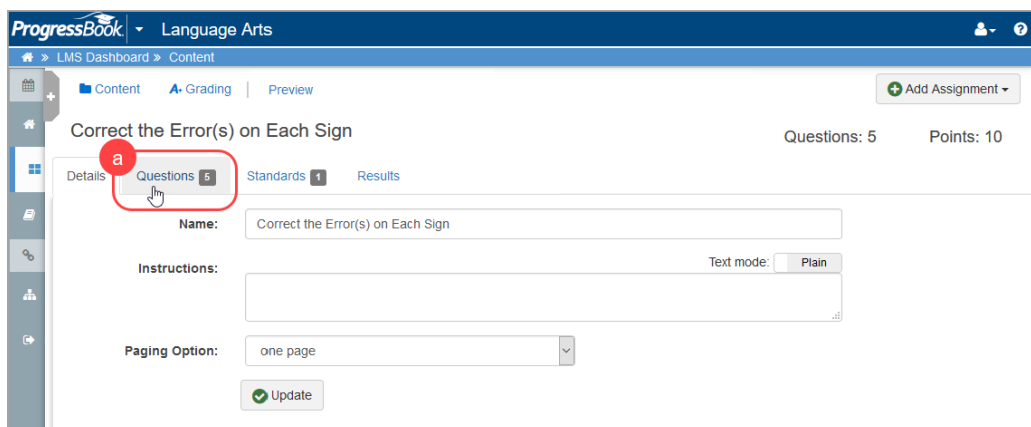 ProgressBook Language Arts
» LMS Dashboard » Content
Content A+ Grading Preview Add Assignment
Correct the Error(s) on Each Sign Questions: 5 Points: 10
a
Details Questions 5 Standards 1 Results
Name: Correct the Error(s) on Each Sign
Instructions: Text mode: Plain
Paging Option: one page
Update